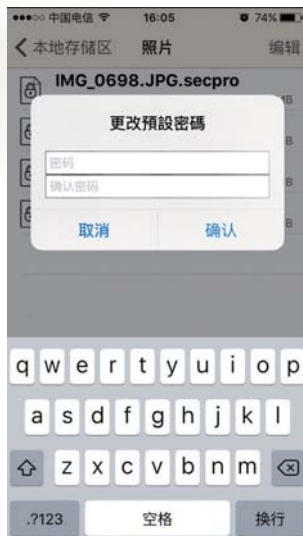 中国电信 16:05 74%
本地存储区 照片 编辑
IMG_0698.JPG.secpro
更改預設密碼
密码
确认密码
取消 确认
q w e r t y u i o p
a s d f g h j k l
z x c v b n m
.?123 空格 换行